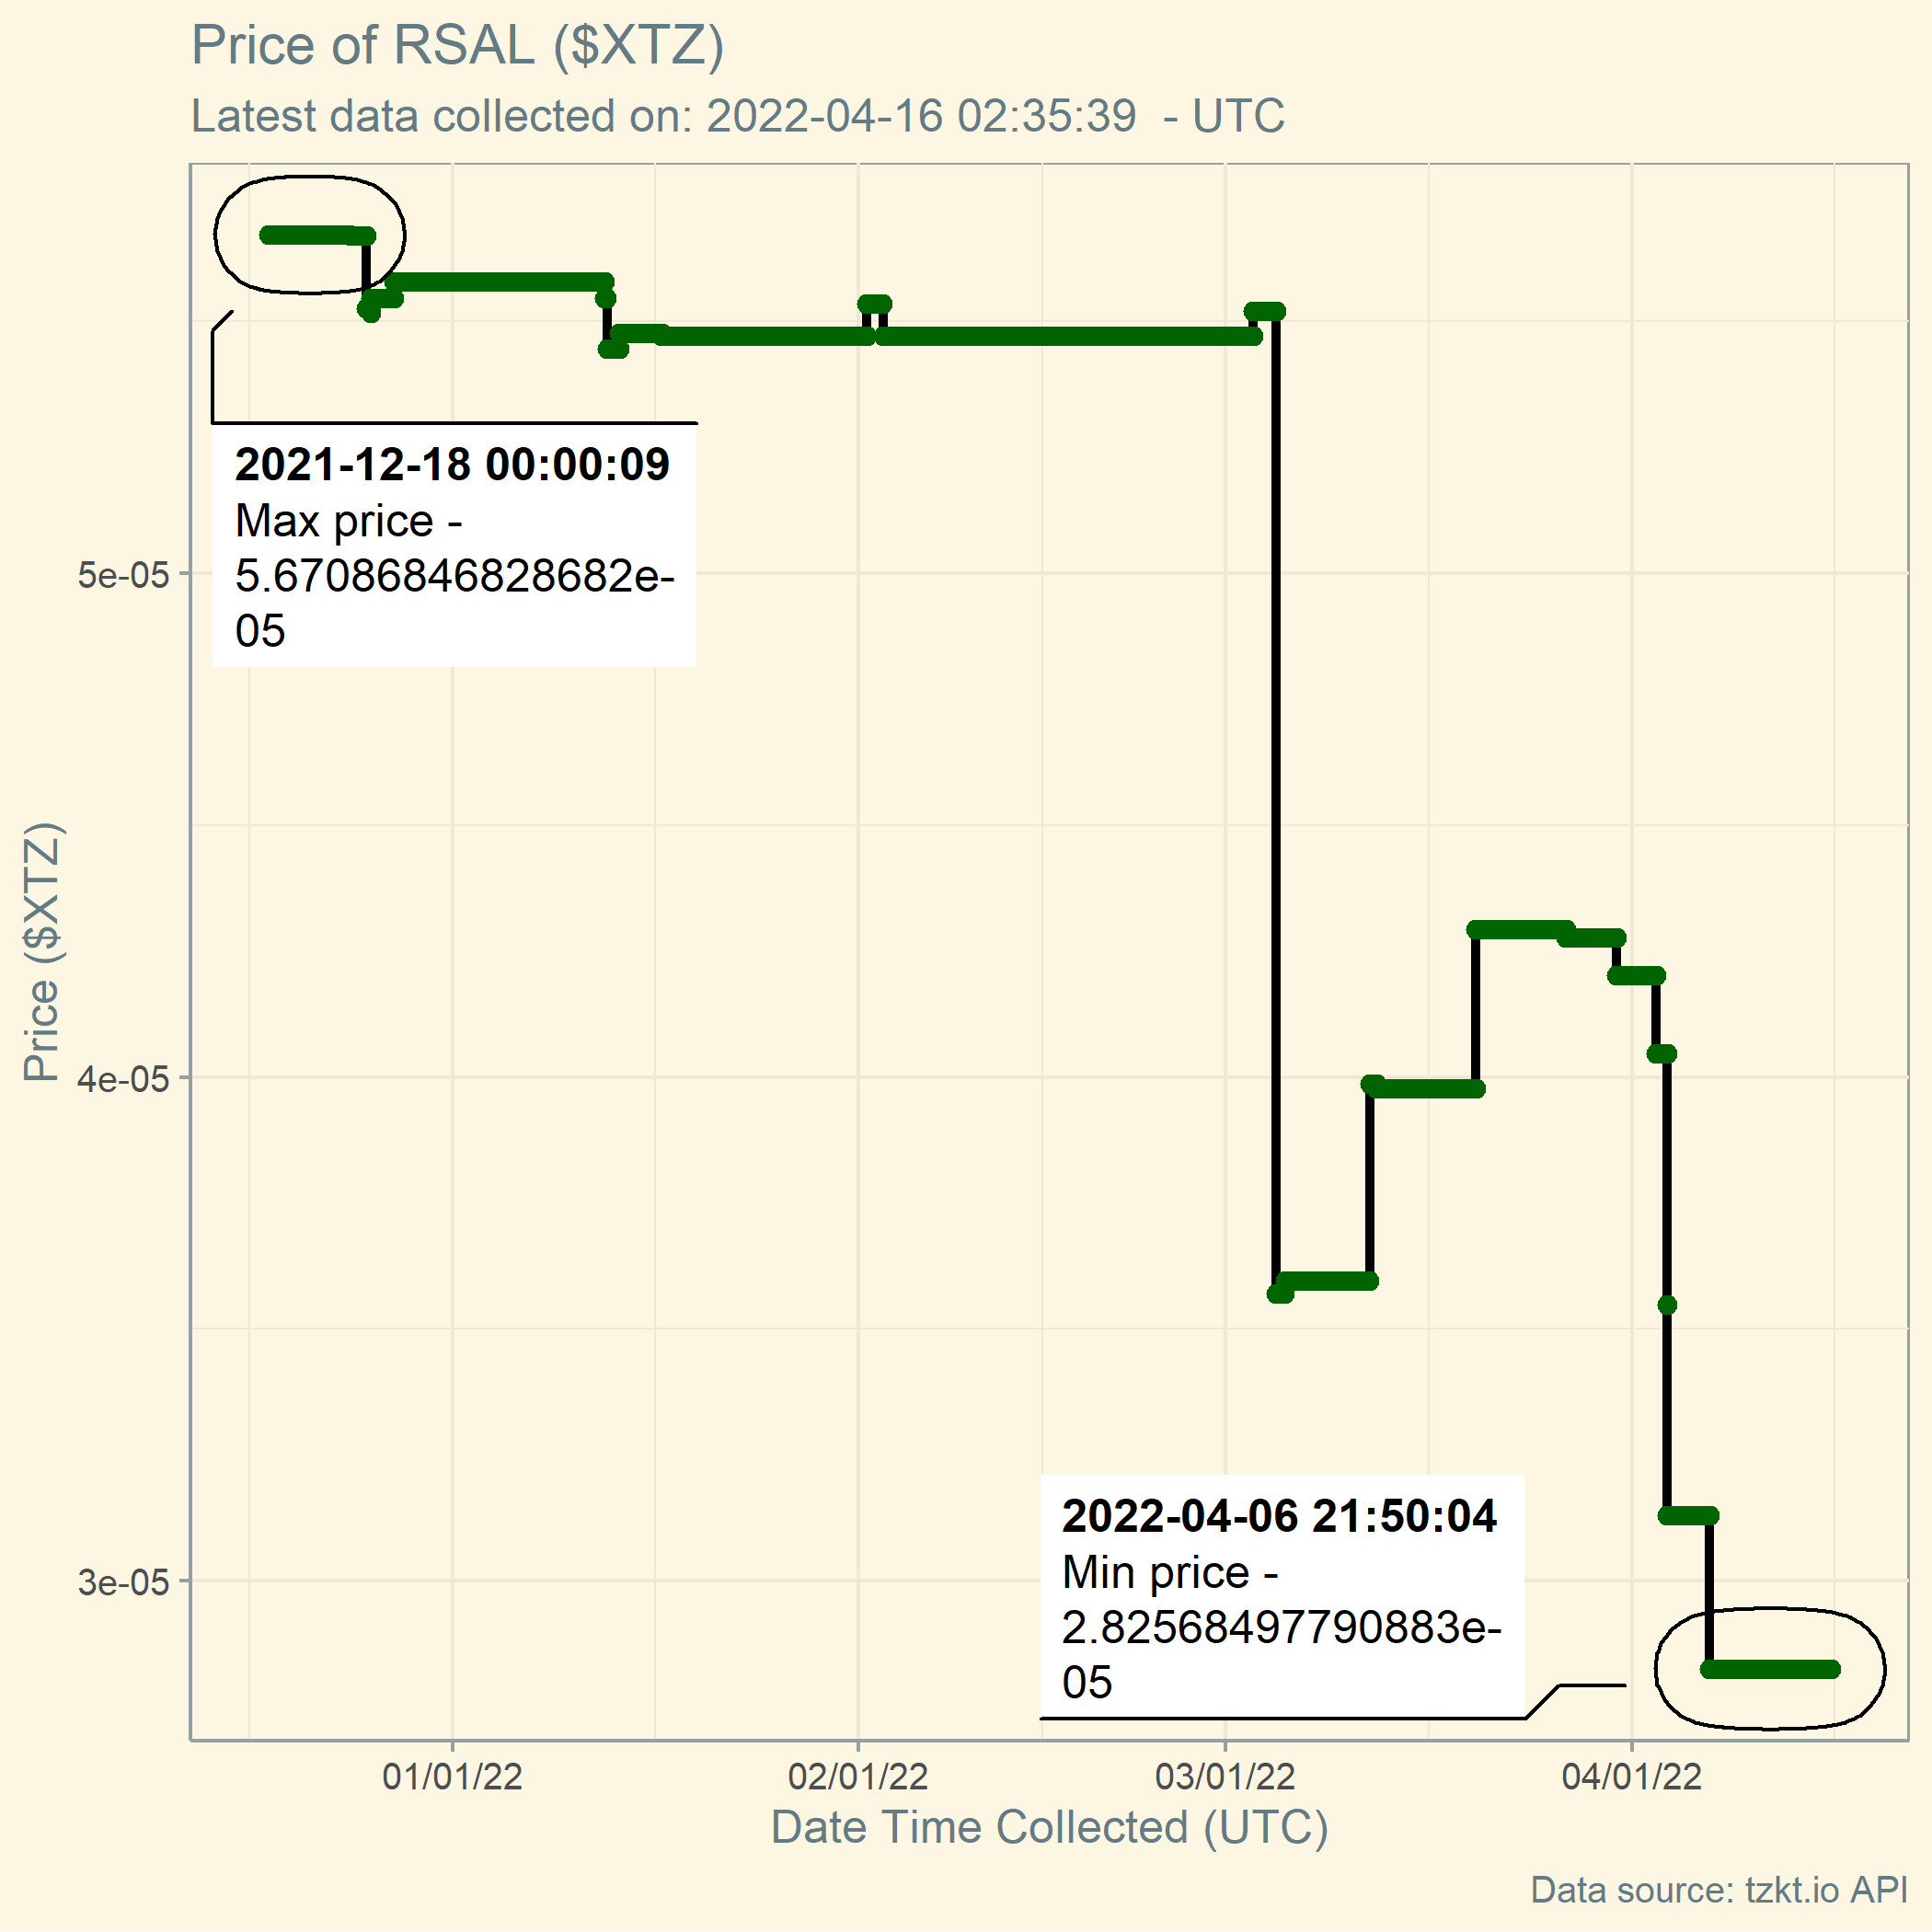 Price of RSAL ($XTZ)
Latest data collected on: 2022-04-16 02:35:39  - UTC
2021-12-18 00:00:09
Max price -
5.67086846828682e-
05
5e-05
Price ($XTZ)
4e-05
2022-04-06 21:50:04
Min price -
2.82568497790883e-
05
3e-05
01/01/22
02/01/22
03/01/22
04/01/22
Date Time Collected (UTC)
Data source: tzkt.io API